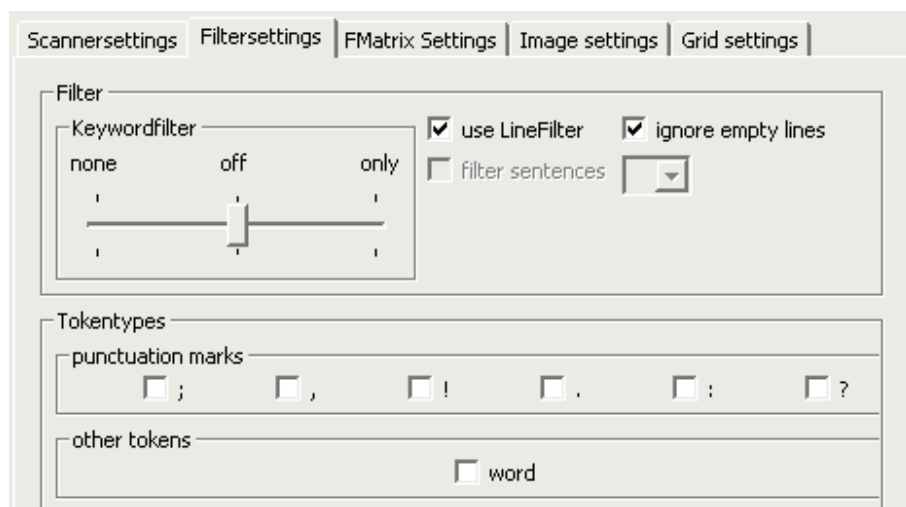 Scannersettings Filtersettings FMatrix Settings Image settings Grid settings
Filter
Keywordfilter
none off only
use LineFilter ignore empty lines
filter sentences
Tokentypes
punctuation marks
; , ! . : ?
other tokens
word